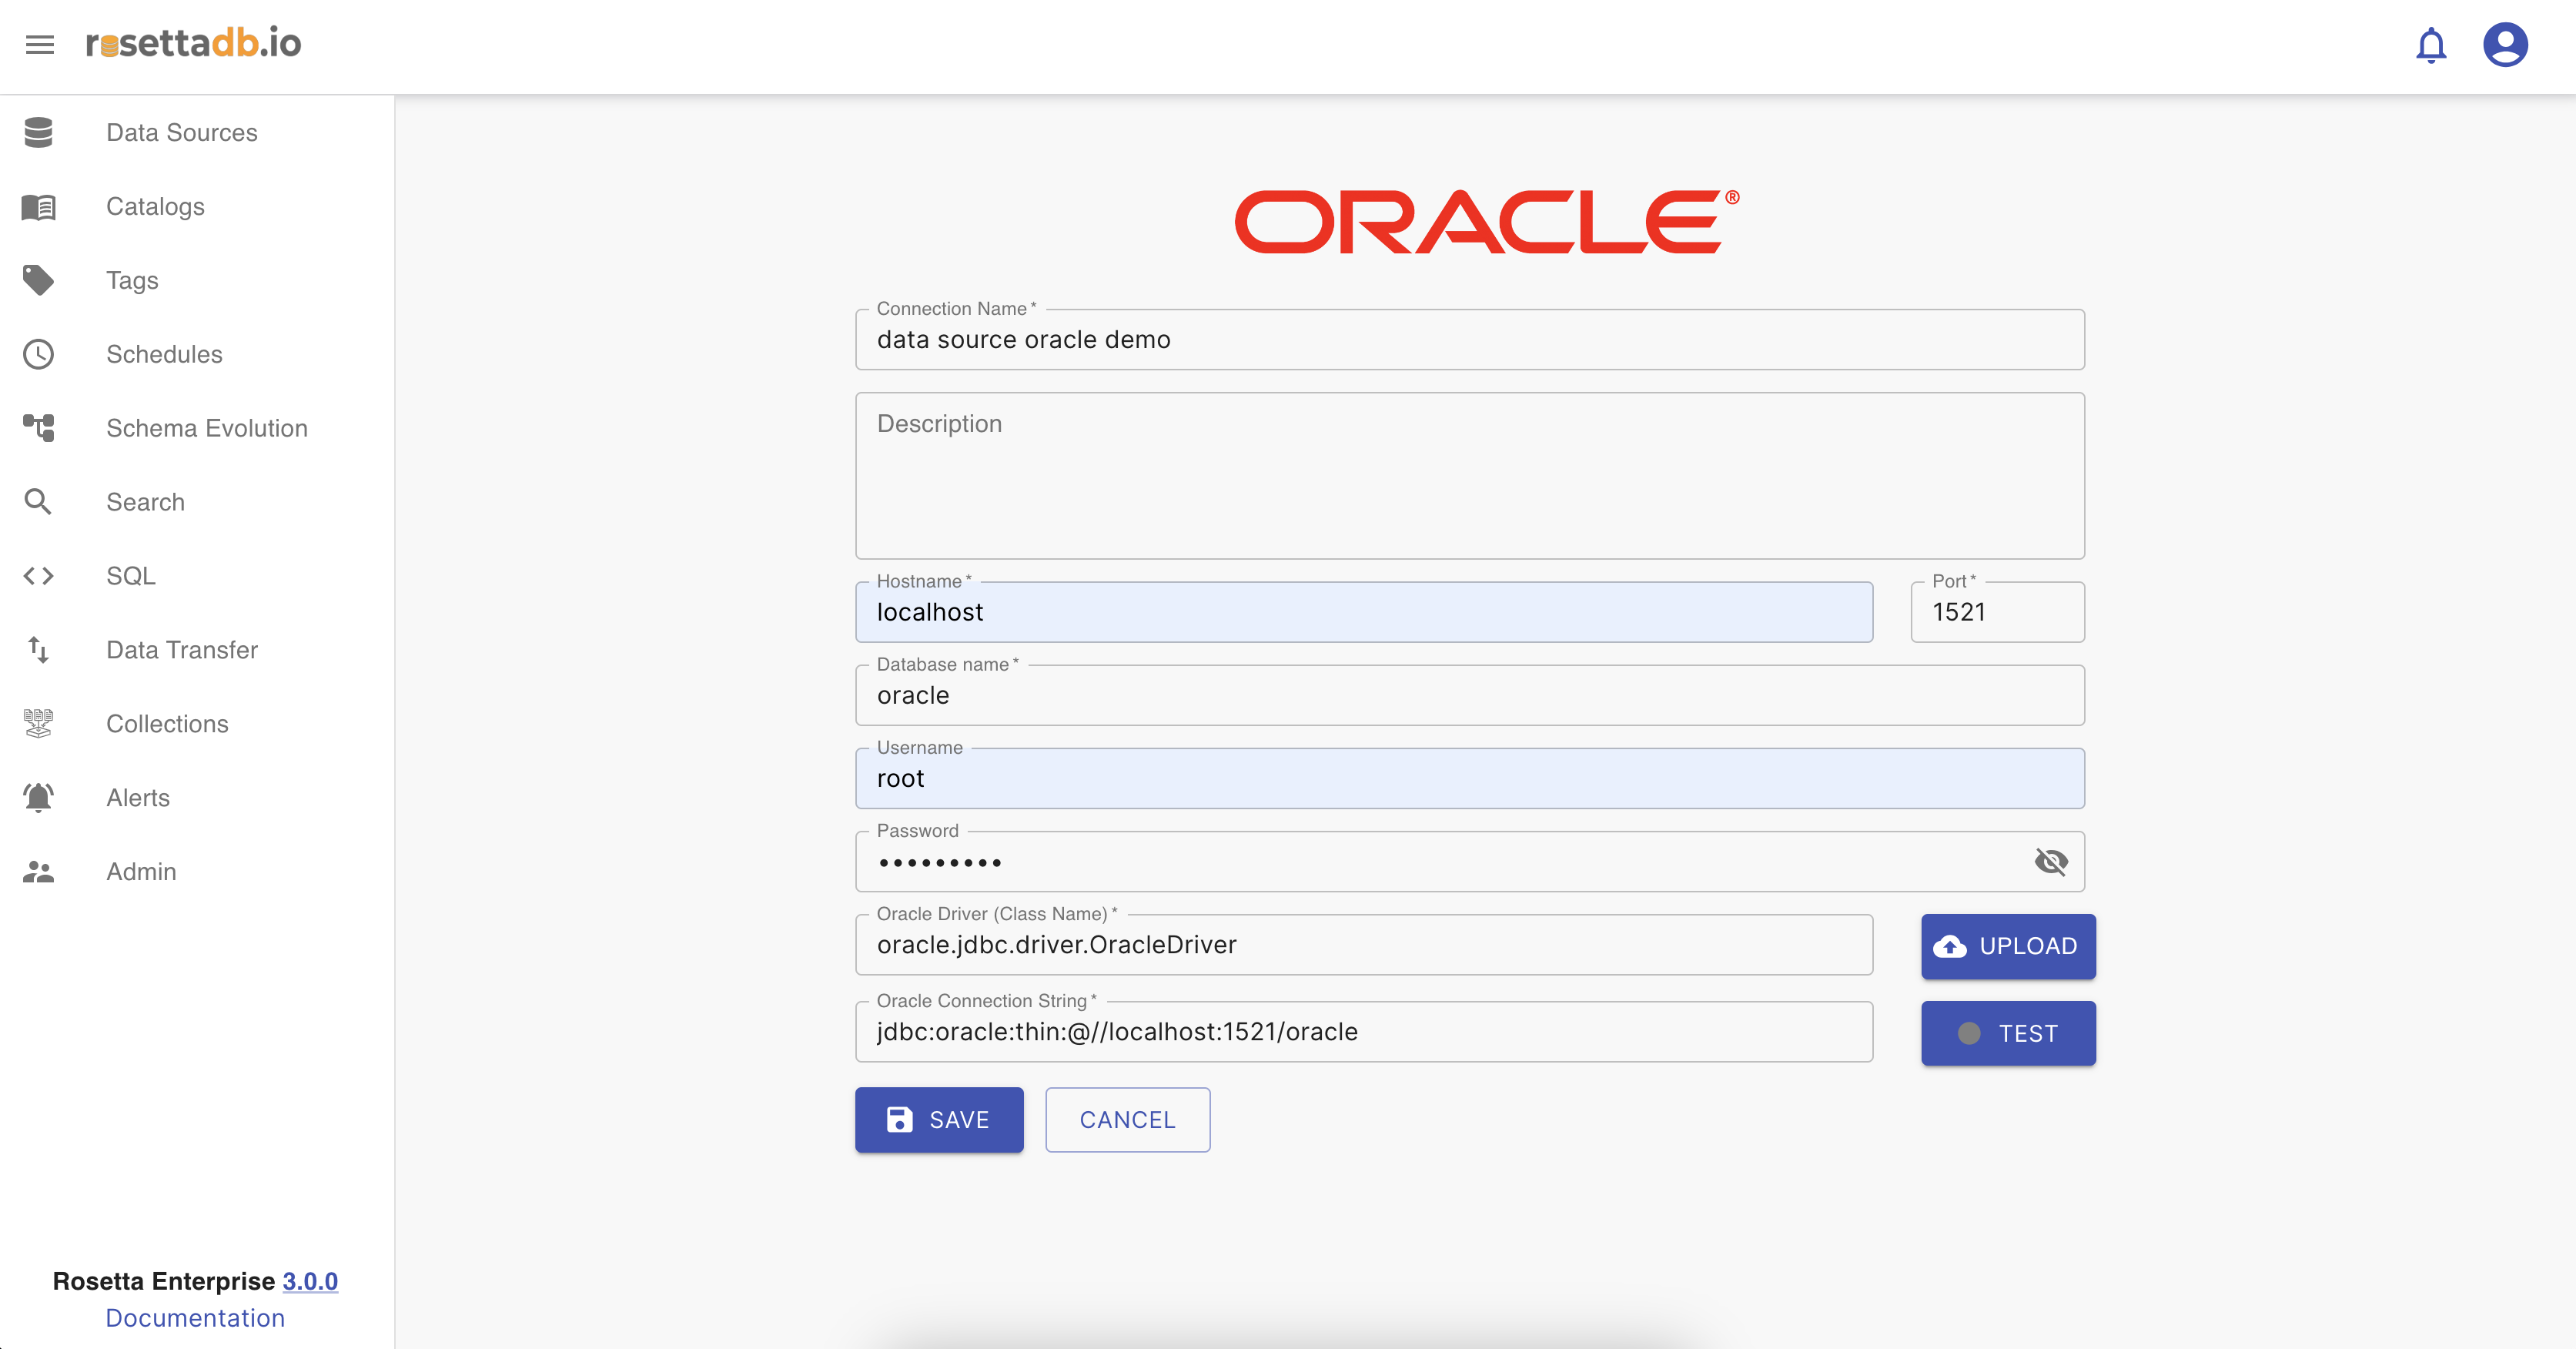 rosettadb.io
Data Sources
Catalogs
Tags
Schedules
Schema Evolution
Search
SQL
Data Transfer
Collections
Alerts
Admin
Rosetta Enterprise 3.0.0
Documentation
ORACLE®
Connection Name *
data source oracle demo
Description
Hostname *
localhost
Port *
1521
Database name *
oracle
Username
root
Password
•••••••••
Oracle Driver (Class Name) *
oracle.jdbc.driver.OracleDriver
UPLOAD
Oracle Connection String *
jdbc:oracle:thin:@//localhost:1521/oracle
TEST
SAVE
CANCEL